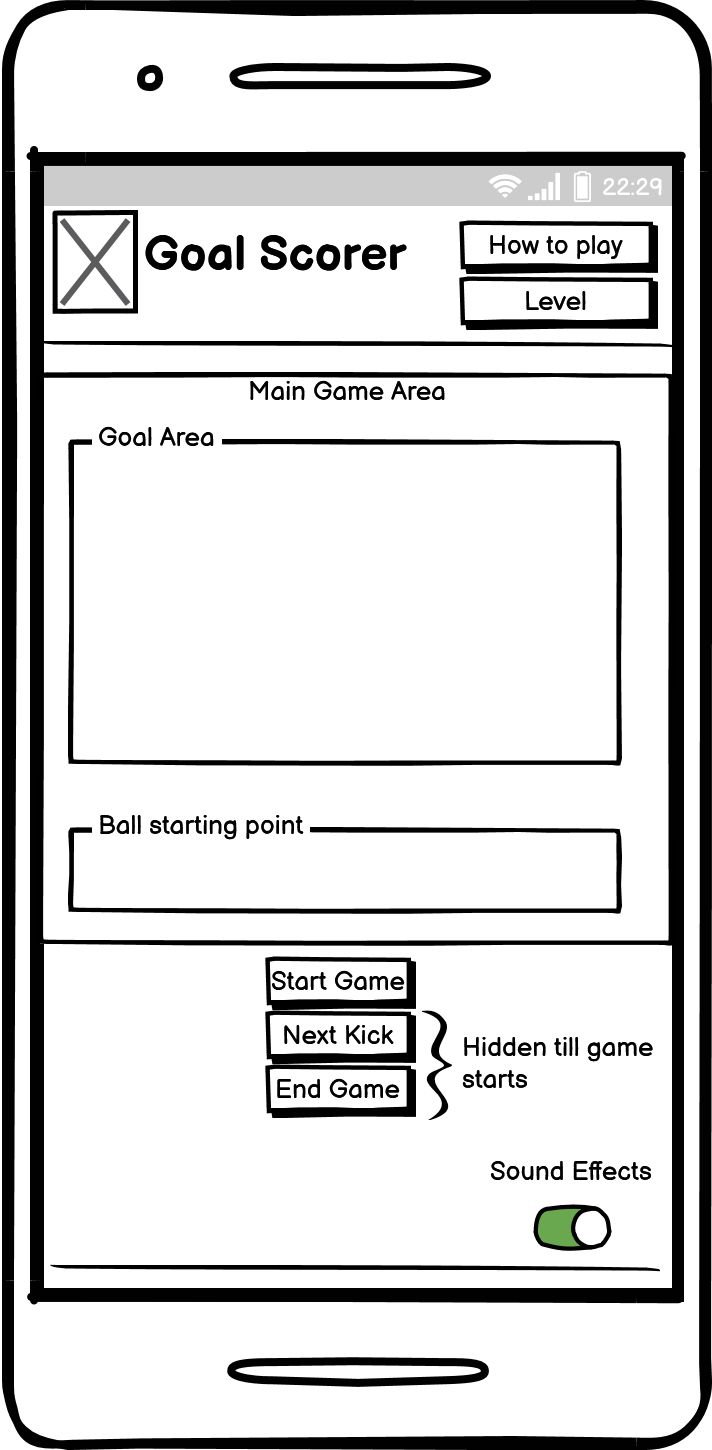 22:29
Goal Scorer
How to play
Level
Main Game Area
Goal Area
Ball starting point
Start Game
Next Kick
End Game
Hidden till game
starts
Sound Effects